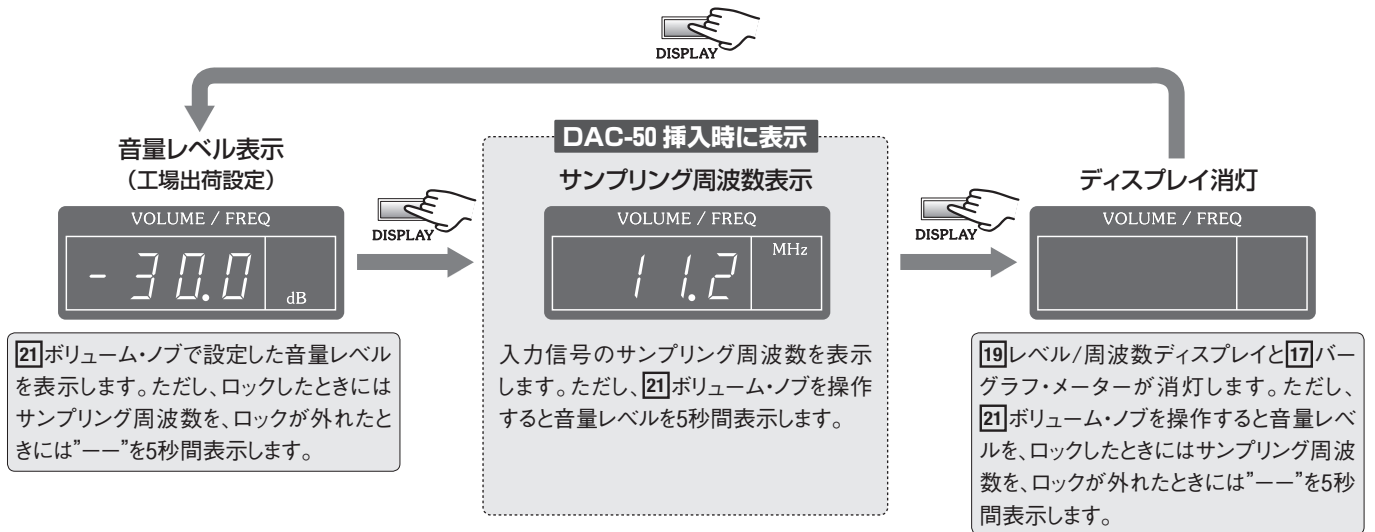 DISPLAY
音量レベル表示
（工場出荷設定）
VOLUME / FREQ
- 30.0
dB
21ボリューム・ノブで設定した音量レベル
を表示します。ただし、ロックしたときには
サンプリング周波数を、ロックが外れたと
きには”ーー”を5秒間表示します。
DISPLAY
DAC-50 挿入時に表示
サンプリング周波数表示
VOLUME / FREQ
11.2
MHz
入力信号のサンプリング周波数を表示
します。ただし、21ボリューム・ノブを操作
すると音量レベルを5秒間表示します。
DISPLAY
ディスプレイ消灯
VOLUME / FREQ
19レベル/周波数ディスプレイと17バー
グラフ・メーターが消灯します。ただし、
21ボリューム・ノブを操作すると音量レベ
ルを、ロックしたときにはサンプリング周波
数を、ロックが外れたときには”ーー”を5秒
間表示します。